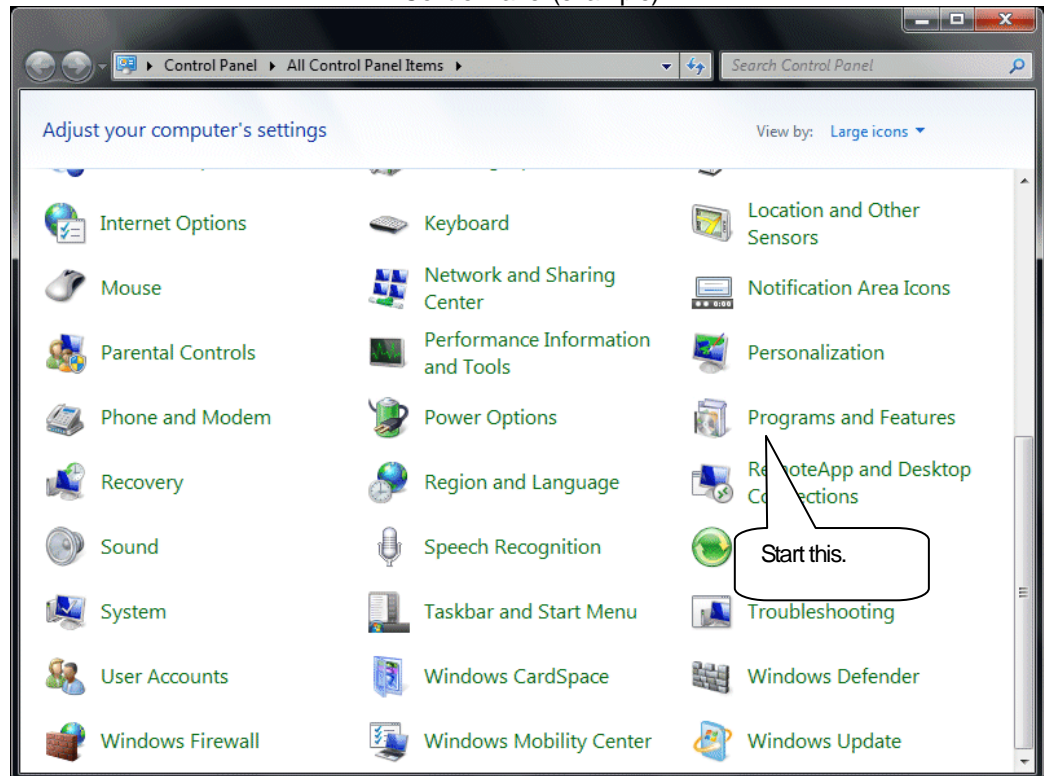 Control Panel ▸ All Control Panel Items ▸
Search Control Panel
Adjust your computer's settings
View by: Large icons
Internet Options
Keyboard
Location and Other
Sensors
Mouse
Network and Sharing
Center
Notification Area Icons
Parental Controls
Performance Information
and Tools
Personalization
Phone and Modem
Power Options
Programs and Features
Recovery
Region and Language
RemoteApp and Desktop
Connections
Sound
Speech Recognition
Start this.
System
Taskbar and Start Menu
Troubleshooting
User Accounts
Windows CardSpace
Windows Defender
Windows Firewall
Windows Mobility Center
Windows Update